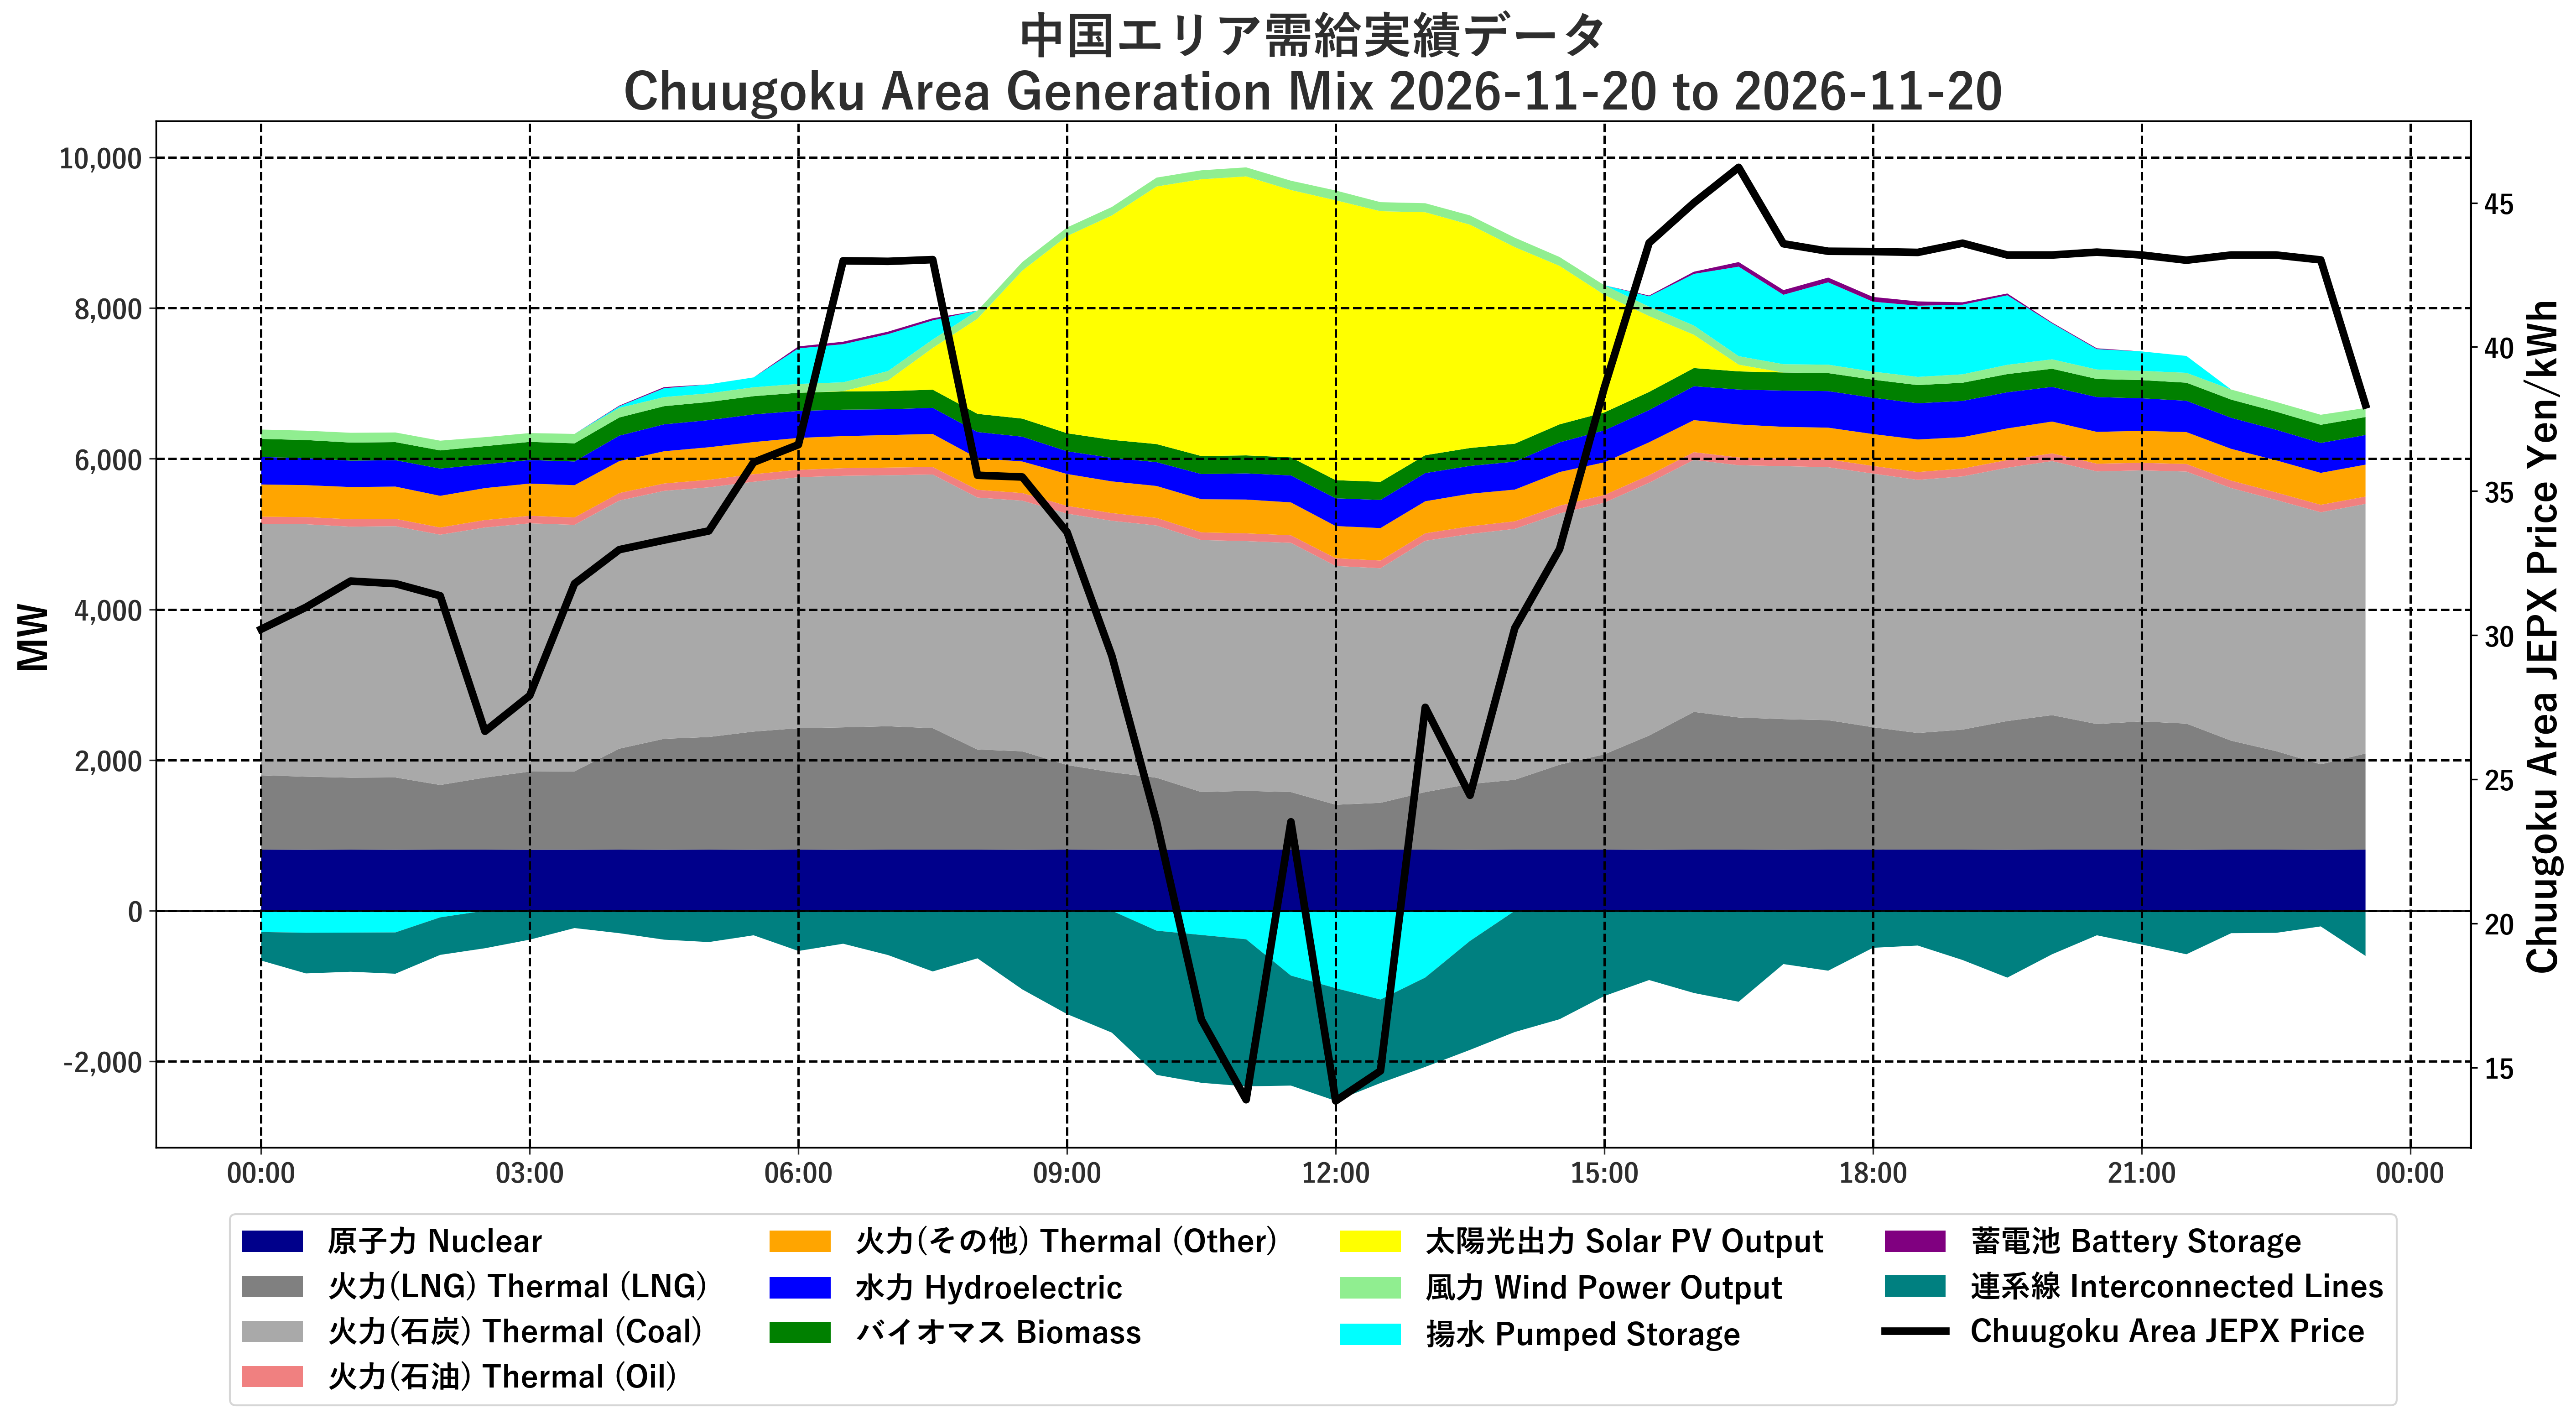 中国エリア需給実績データ
Chuugoku Area Generation Mix 2026-11-20 to 2026-11-20
MW
10,000
8,000
6,000
4,000
2,000
0
-2,000
45
40
35
30
25
20
15
Chuugoku Area JEPX Price Yen/kWh
00:00 03:00 06:00 09:00 12:00 15:00 18:00 21:00 00:00
原子力 Nuclear
火力(LNG) Thermal (LNG)
火力(石炭) Thermal (Coal)
火力(石油) Thermal (Oil)
火力(その他) Thermal (Other)
水力 Hydroelectric
バイオマス Biomass
太陽光出力 Solar PV Output
風力 Wind Power Output
揚水 Pumped Storage
蓄電池 Battery Storage
連系線 Interconnected Lines
Chuugoku Area JEPX Price